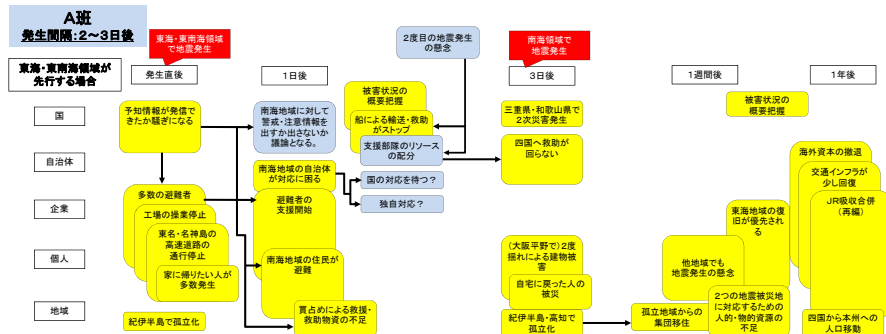 A班
発生間隔:2~3日後
東海・東南海領域が
先行する場合
東海・東南海領域
で地震発生
2度目の地震発生
の懸念
南海領域で
地震発生
発生直後
1日後
3日後
1週間後
1年後
国
自治体
企業
個人
地域
予知情報が発信で
きたか騒ぎになる
多数の避難者
工場の操業停止
東名・名神島の
高速道路の
通行停止
家に帰りたい人が
多数発生
紀伊半島で孤立化
南海地域に対して
警戒・注意情報を
出すか出さないか
議論となる。
南海地域の自治体
が対応に困る
避難者の
支援開始
南海地域の住民が
避難
買占めによる救援・
救助物資の不足
被害状況の
概要把握
船による輸送・救助
がストップ
支援部隊のリソース
の配分
国の対応を待つ?
独自対応?
三重県・和歌山県で
2次災害発生
四国へ救助が
回らない
(大阪平野で)2度
揺れによる建物被
害
自宅に戻った人の
被災
紀伊半島・高知で
孤立化
被害状況の
概要把握
東海地域の復
旧が優先され
る
他地域でも
地震発生の懸念
孤立地域からの
集団移住
2つの地震被災地
に対応するための
人的・物的資源の
不足
海外資本の撤退
交通インフラが
少し回復
JR吸収合併
(再編)
四国から本州への
人口移動